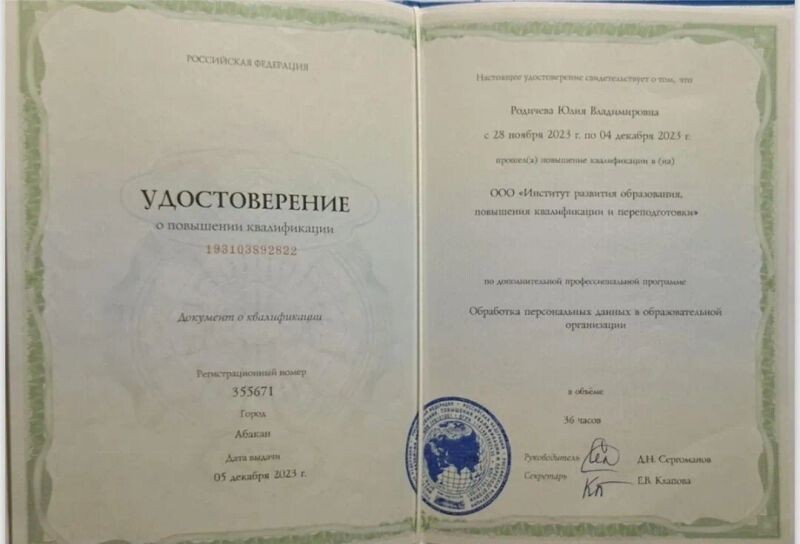 РОССИЙСКАЯ ФЕДЕРАЦИЯ
УДОСТОВЕРЕНИЕ
о повышении квалификации
193103892822
Документ о квалификации
Регистрационный номер
355671
Город
Абакан
Дата выдачи
05 декабря 2023 г.
Настоящее удостоверение свидетельствует о том, что
Родичева Юлия Владимировна
с 28 ноября 2023 г. по 04 декабря 2023 г.
прошел(а) повышение квалификации в (на)
ООО «Институт развития образования,
повышения квалификации и переподготовки»
по дополнительной профессиональной программе
Обработка персональных данных в образовательной
организации
в объёме
36 часов
Руководитель Д.Н. Сергоманов
Секретарь Е.В. Клапова